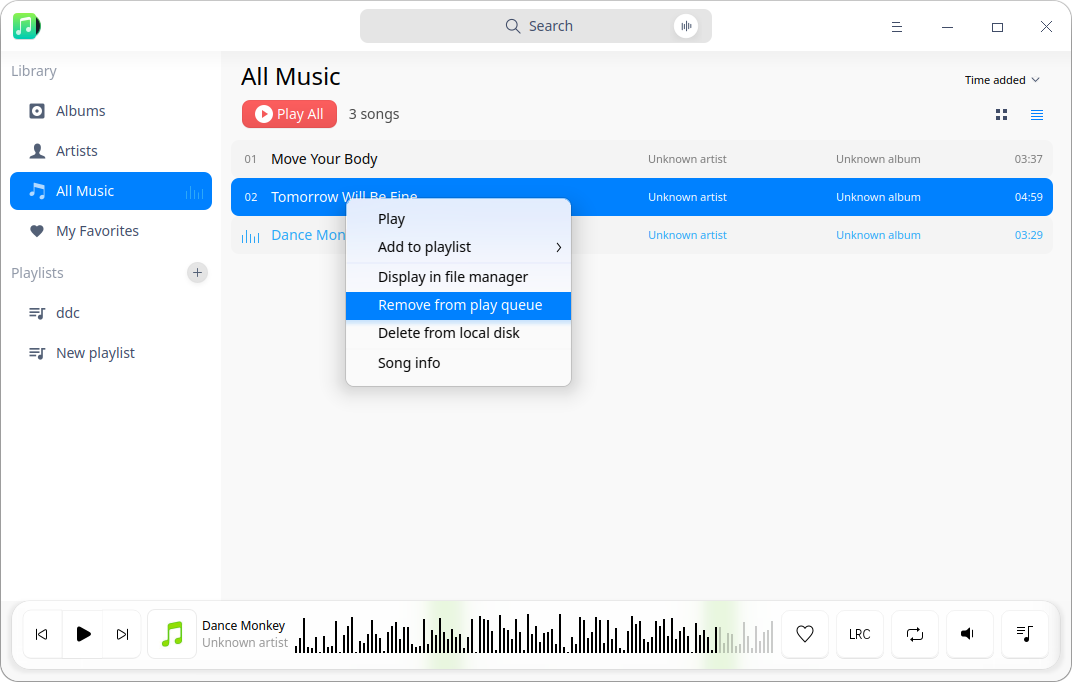 Search
Library
Albums
Artists
All Music
My Favorites
Playlists
ddc
New playlist
All Music
Time added
Play All 3 songs
01 Move Your Body Unknown artist Unknown album 03:37
02 Tomorrow Will Be Fine Unknown artist Unknown album 04:59
Dance Mon Unknown artist Unknown album 03:29
Play
Add to playlist
Display in file manager
Remove from play queue
Delete from local disk
Song info
Dance Monkey
Unknown artist
LRC